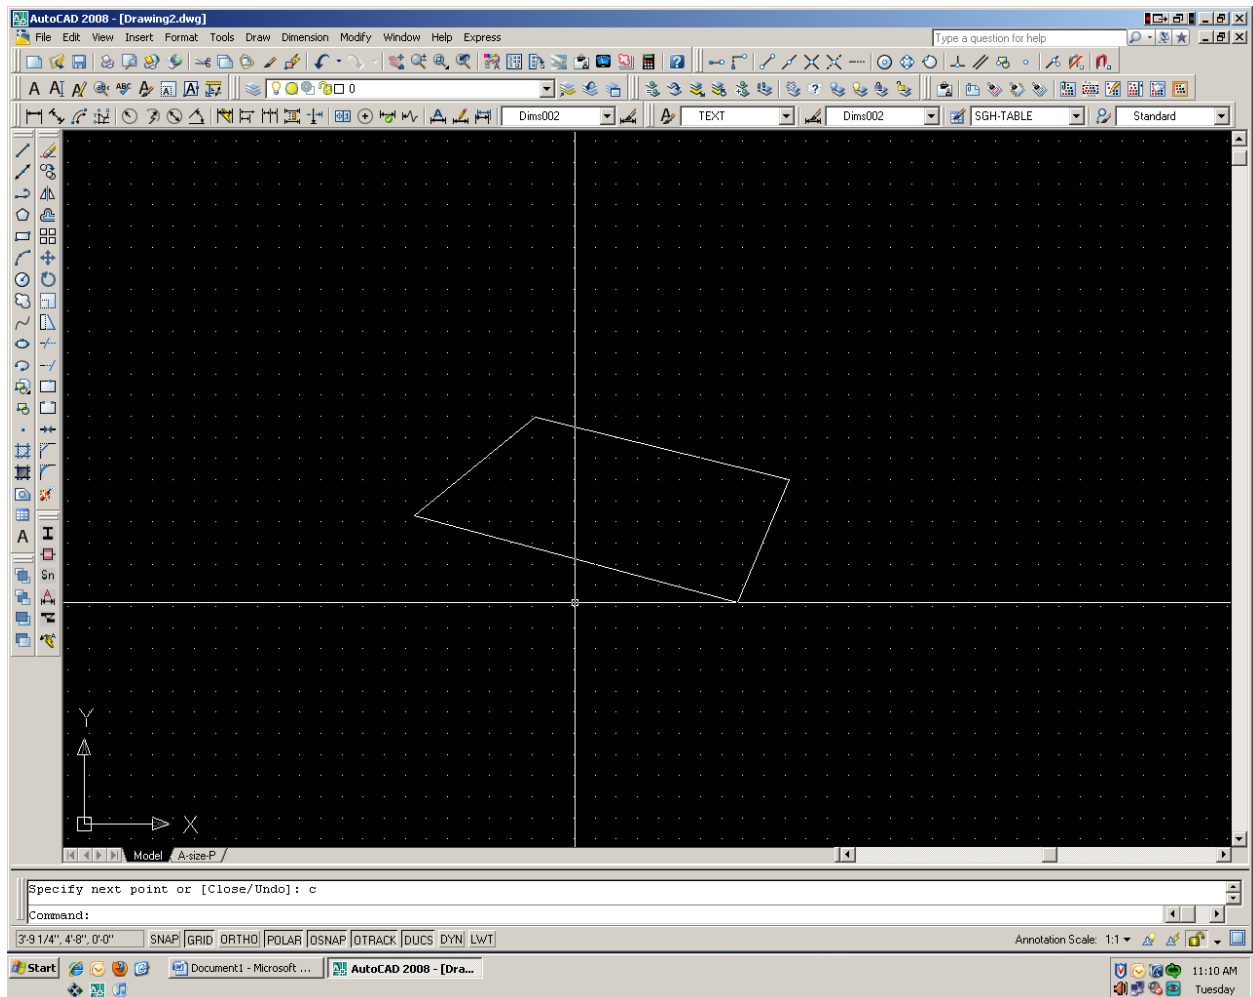 AutoCAD 2008 - [Drawing2.dwg]
File Edit View Insert Format Tools Draw Dimension Modify Window Help Express Type a question for help
0
Dims002 TEXT Dims002 SGH-TABLE Standard
A
Sn
Y
X
Model A-size-P
Specify next point or [Close/Undo]: c
Command:
3'-9 1/4", 4'-8", 0'-0" SNAP GRID ORTHO POLAR OSNAP OTRACK DUCS DYN LWT Annotation Scale: 1:1
Start Document1 - Microsoft ... AutoCAD 2008 - [Dra... 11:10 AM
Tuesday